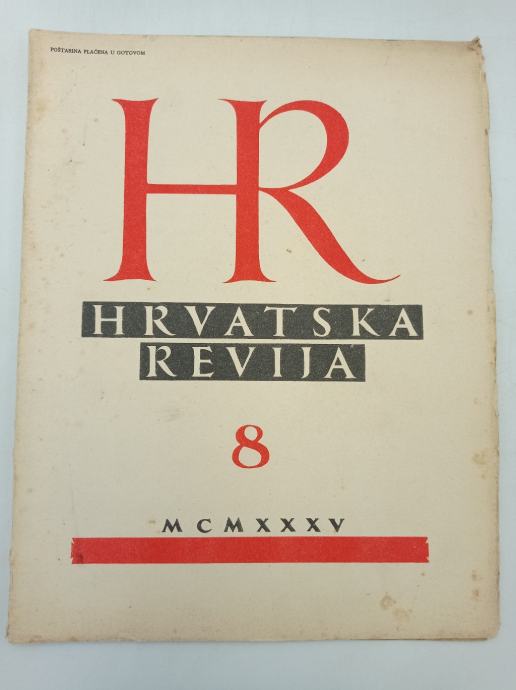 POŠTARINA PLAĆENA U GOTOVOM
HR
HRVATSKA
REVIJA
8
MCMXXXV